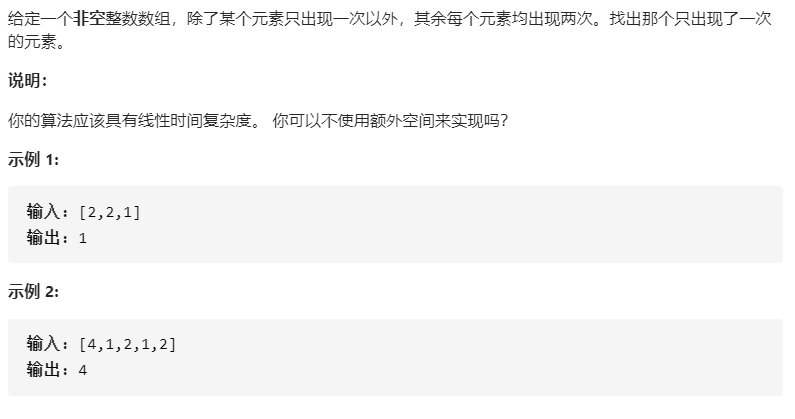 给定一个非空整数数组，除了某个元素只出现一次以外，其余每个元素均出现两次。找出那个只出现了一次
的元素。
说明：
你的算法应该具有线性时间复杂度。 你可以不使用额外空间来实现吗？
示例 1:
输入: [2,2,1]
输出: 1
示例 2:
输入: [4,1,2,1,2]
输出: 4